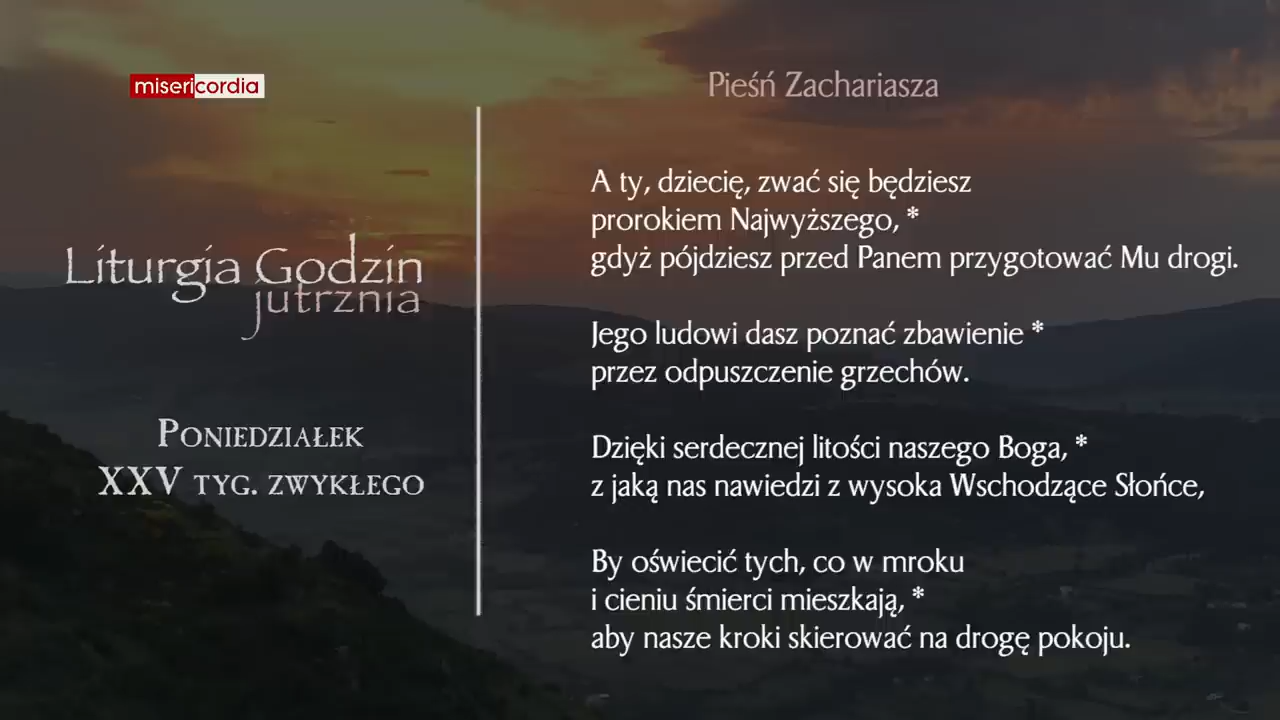 misericordia
Pieśń Zachariasza
Liturgia Godzin
jutrznia
Poniedziałek
XXV tyg. zwykłego
A ty, dziecię, zwać się będziesz
prorokiem Najwyższego, *
gdyż pójdziesz przed Panem przygotować Mu drogi.
Jego ludowi dasz poznać zbawienie *
przez odpuszczenie grzechów.
Dzięki serdecznej litości naszego Boga, *
z jaką nas nawiedzi z wysoka Wschodzące Słońce,
By oświecić tych, co w mroku
i cieniu śmierci mieszkają, *
aby nasze kroki skierować na drogę pokoju.